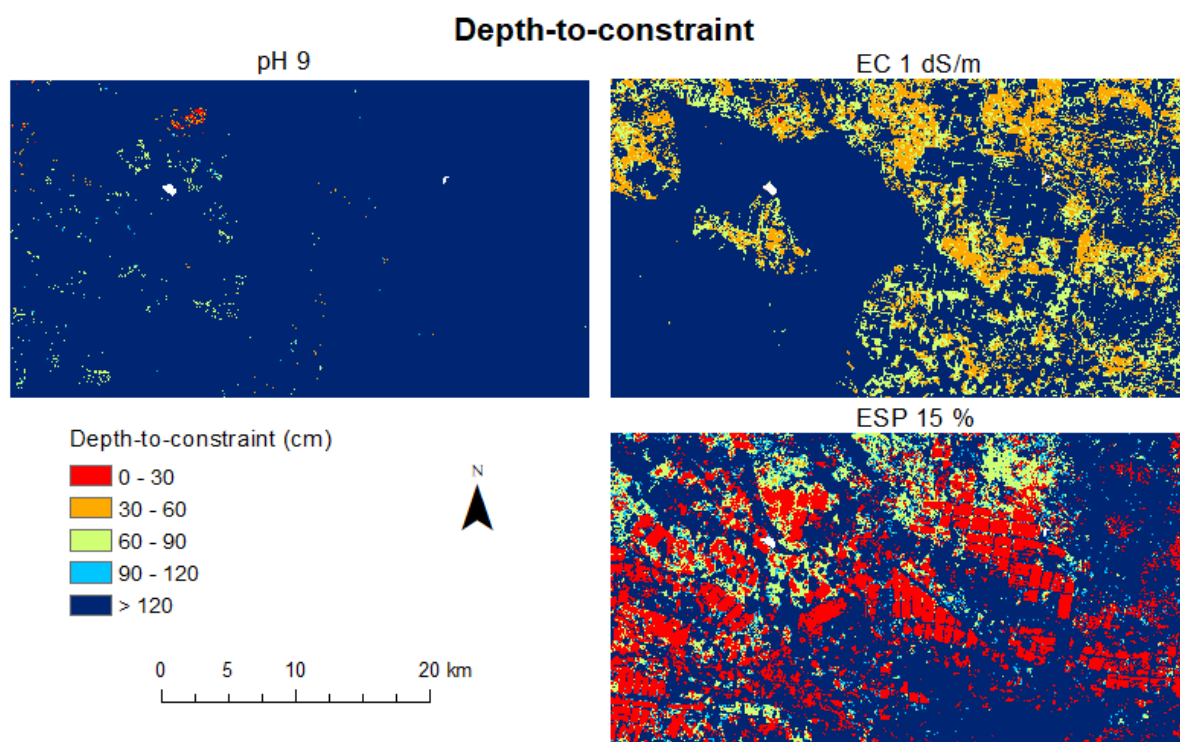 Depth-to-constraint
pH 9
EC 1 dS/m
ESP 15 %
Depth-to-constraint (cm)
0 - 30
30 - 60
60 - 90
90 - 120
> 120
N
0 5 10 20 km